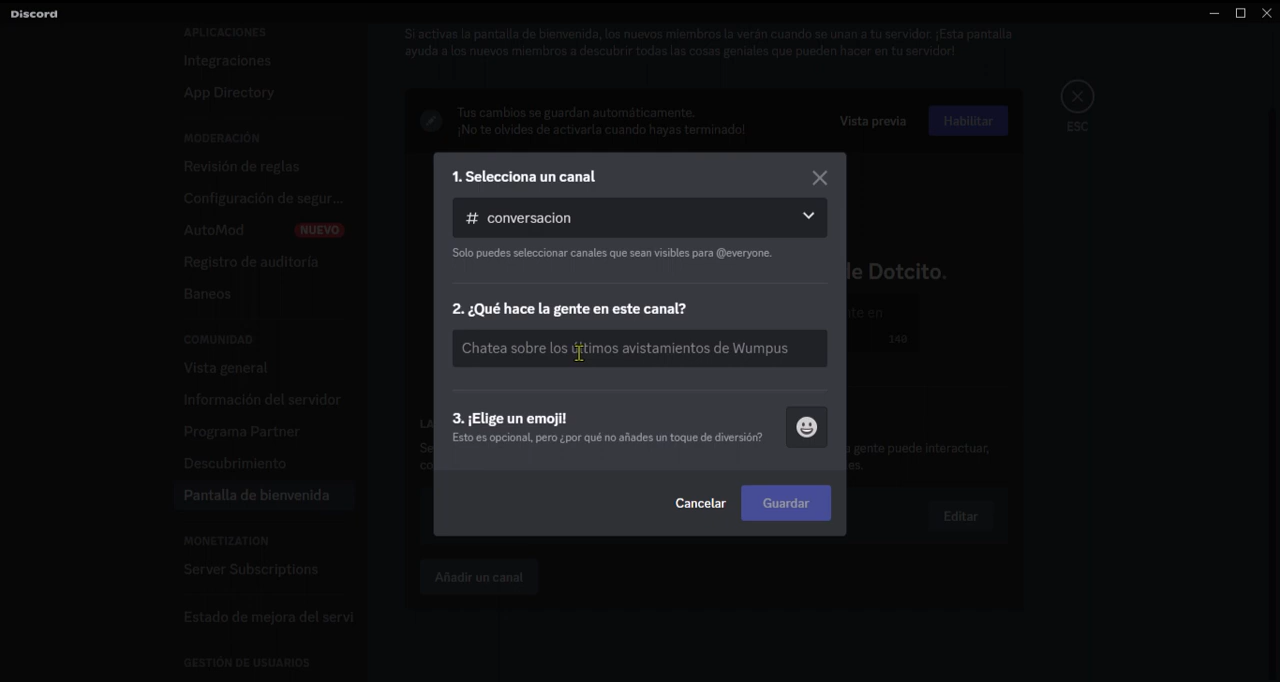 Discord
APLICACIONES
Integraciones
App Directory
MODERACIÓN
Revisión de reglas
Configuración de segur...
AutoMod NUEVO
Registro de auditoría
Baneos
COMUNIDAD
Vista general
Información del servidor
Programa Partner
Descubrimiento
Pantalla de bienvenida
MONETIZATION
Server Subscriptions
Estado de mejora del servi
GESTIÓN DE USUARIOS
Si activas la pantalla de bienvenida, los nuevos miembros la verán cuando se unan a tu servidor. ¡Esta pantalla
ayuda a los nuevos miembros a descubrir todas las cosas geniales que pueden hacer en tu servidor!
Tus cambios se guardan automáticamente.
¡No te olvides de activarla cuando hayas terminado!
Vista previa
Habilitar
ESC
1. Selecciona un canal
# conversacion
Solo puedes seleccionar canales que sean visibles para @everyone.
2. ¿Qué hace la gente en este canal?
Chatea sobre los últimos avistamientos de Wumpus
3. ¡Elige un emoji!
Esto es opcional, pero ¿por qué no añades un toque de diversión?
Cancelar
Guardar
de Dotcito.
140
gente puede interactuar,
Editar
Añadir un canal